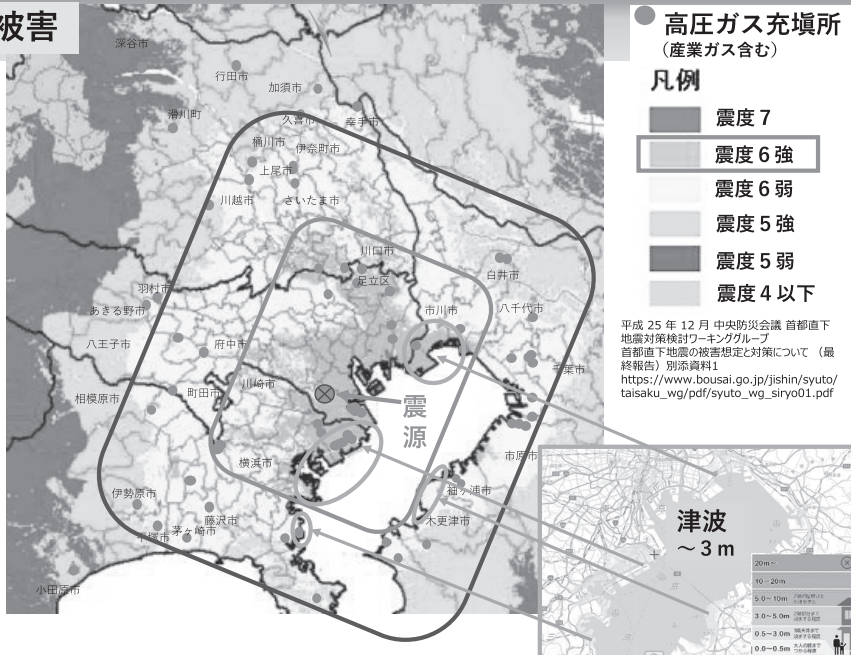 被害
高圧ガス充塡所
（産業ガス含む）
凡例
震度７
震度６強
震度６弱
震度５強
震度５弱
震度４以下
平成 25 年 12 月 中央防災会議 首都直下
地震対策検討ワーキンググループ
首都直下地震の被害想定と対策について （最
終報告）別添資料1
https://www.bousai.go.jp/jishin/syuto/
taisaku_wg/pdf/syuto_wg_siryo01.pdf
深谷市
行田市
加須市
滑川町
久喜市
幸手市
桶川市
伊奈町市
上尾市
川越市
さいたま市
川口市
足立区
白井市
羽村市
あきる野市
市川市
八千代市
八王子市
府中市
千葉市
相模原市
町田市
川崎市
震源
横浜市
市原市
伊勢原市
袖ヶ浦市
藤沢市
木更津市
茅ヶ崎市
平塚市
小田原市
津波
～３ｍ
20m～
10－20m
5.0～10m
3.0～5.0m
0.5～3.0m
0.0～0.5m